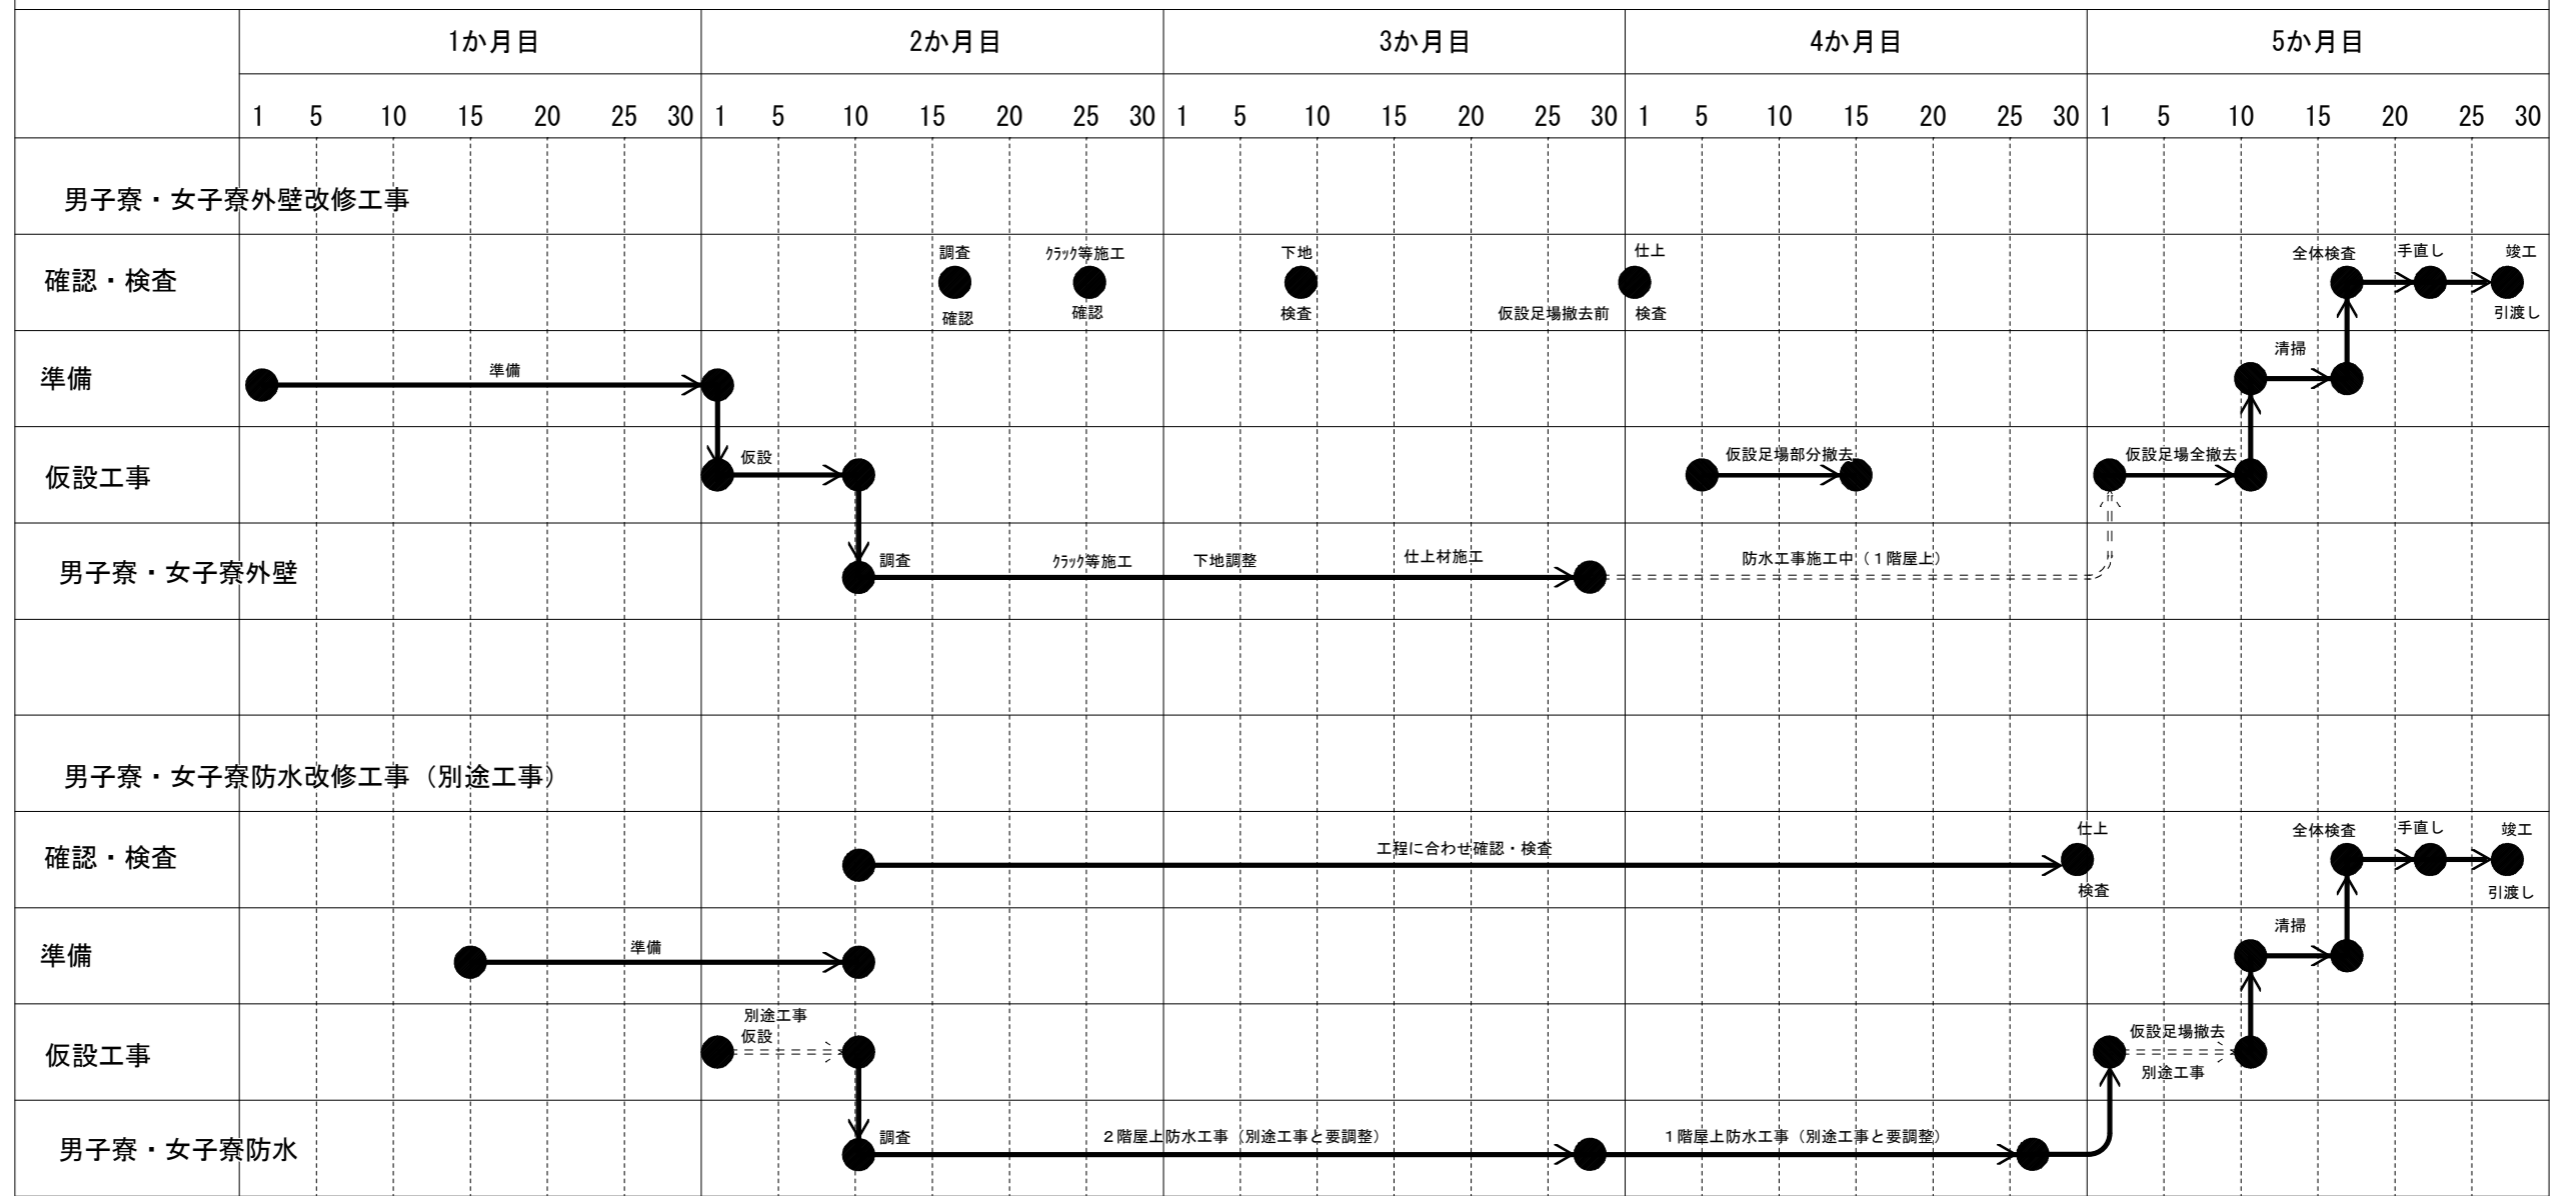 1か月目 2か月目 3か月目 4か月目 5か月目
1 5 10 15 20 25 30 1 5 10 15 20 25 30 1 5 10 15 20 25 30 1 5 10 15 20 25 30 1 5 10 15 20 25 30
男子寮・女子寮外壁改修工事
調査 クラック等施工 下地 仕上 全体検査 手直し 竣工
確認・検査
確認 確認 検査 仮設足場撤去前 検査 引渡し
清掃
準備 準備
仮設 仮設足場部分撤去 仮設足場全撤去
仮設工事
調査 クラック等施工 下地調整 仕上材施工 防水工事施工中(1階屋上)
男子寮・女子寮外壁
男子寮・女子寮防水改修工事(別途工事)
仕上 全体検査 手直し 竣工
確認・検査 工程に合わせ確認・検査
検査 引渡し
清掃
準備 準備
別途工事
仮設 仮設足場撤去
仮設工事
別途工事
調査 2階屋上防水工事(別途工事と要調整) 1階屋上防水工事(別途工事と要調整)
男子寮・女子寮防水